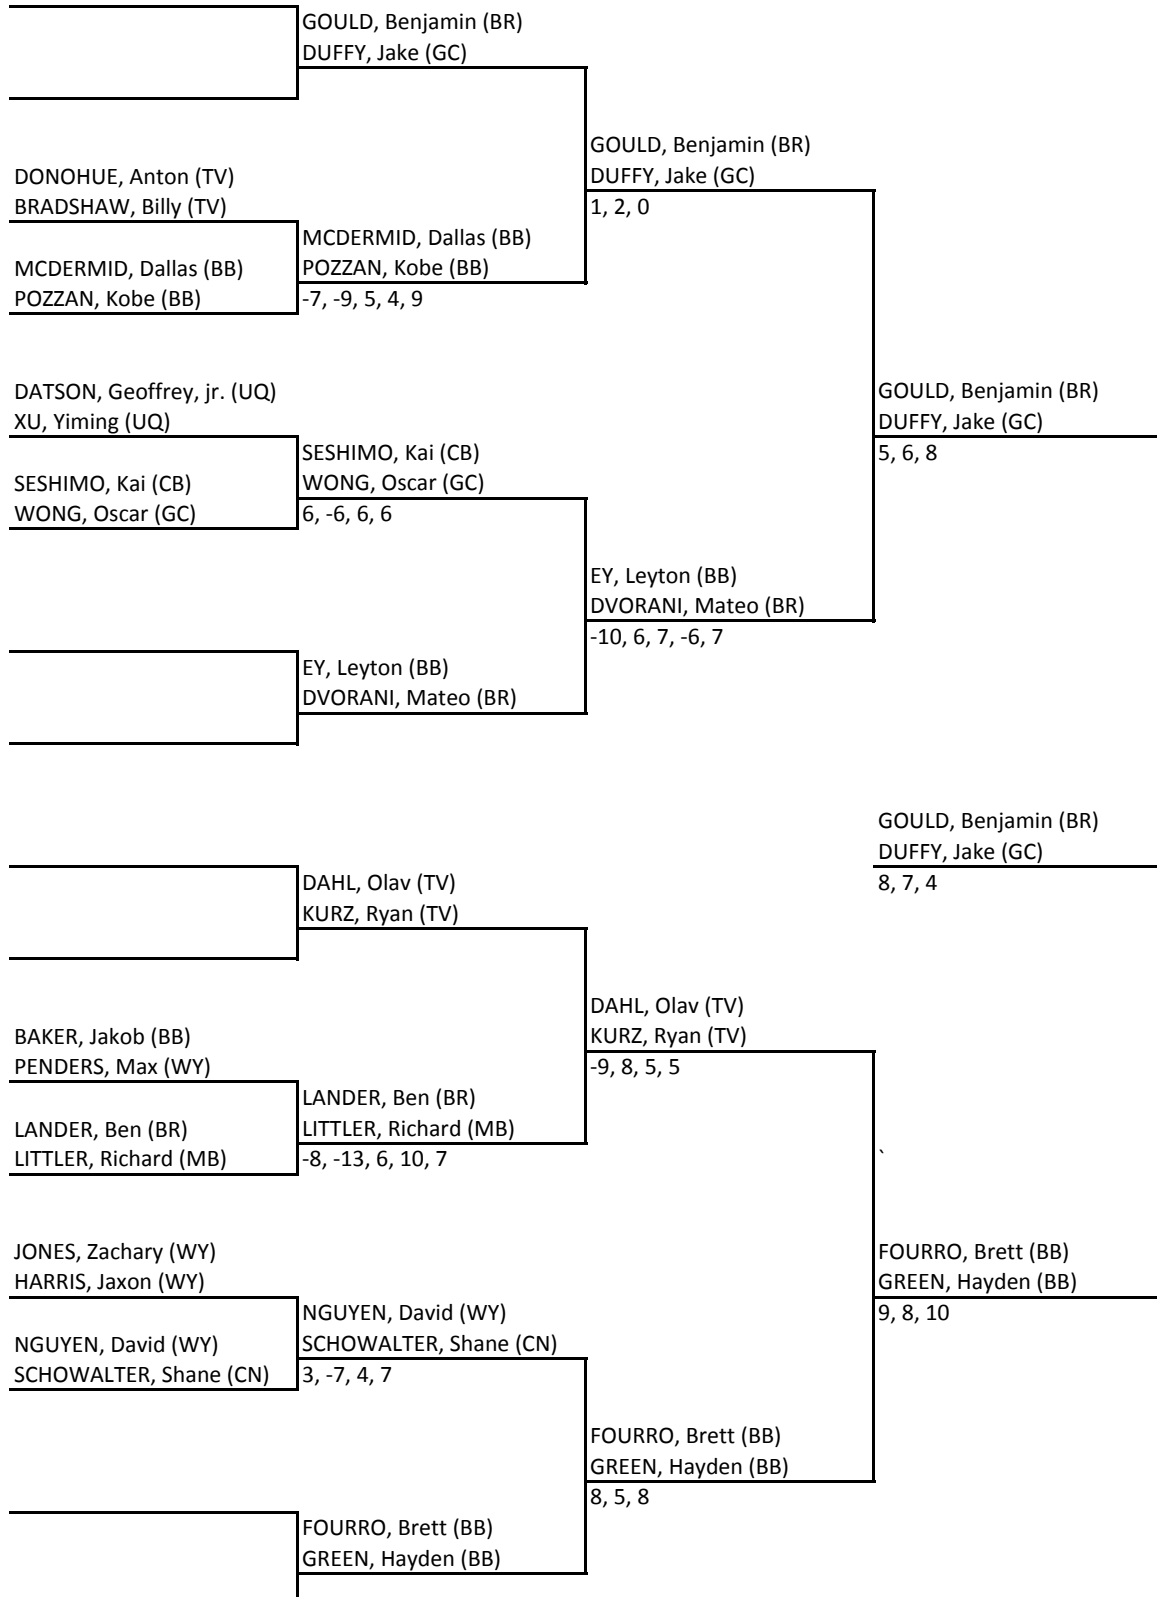 GOULD, Benjamin (BR)
DUFFY, Jake (GC)
GOULD, Benjamin (BR)
DONOHUE, Anton (TV)
DUFFY, Jake (GC)
BRADSHAW, Billy (TV)
1, 2, 0
MCDERMID, Dallas (BB)
MCDERMID, Dallas (BB)
POZZAN, Kobe (BB)
POZZAN, Kobe (BB)
-7, -9, 5, 4, 9
DATSON, Geoffrey, jr. (UQ)
GOULD, Benjamin (BR)
XU, Yiming (UQ)
DUFFY, Jake (GC)
SESHIMO, Kai (CB)
5, 6, 8
SESHIMO, Kai (CB)
WONG, Oscar (GC)
WONG, Oscar (GC)
6, -6, 6, 6
EY, Leyton (BB)
DVORANI, Mateo (BR)
-10, 6, 7, -6, 7
EY, Leyton (BB)
DVORANI, Mateo (BR)
GOULD, Benjamin (BR)
DUFFY, Jake (GC)
DAHL, Olav (TV)
8, 7, 4
KURZ, Ryan (TV)
DAHL, Olav (TV)
BAKER, Jakob (BB)
KURZ, Ryan (TV)
PENDERS, Max (WY)
-9, 8, 5, 5
LANDER, Ben (BR)
LANDER, Ben (BR)
LITTLER, Richard (MB)
LITTLER, Richard (MB)
-8, -13, 6, 10, 7
`
JONES, Zachary (WY)
FOURRO, Brett (BB)
HARRIS, Jaxon (WY)
GREEN, Hayden (BB)
NGUYEN, David (WY)
9, 8, 10
NGUYEN, David (WY)
SCHOWALTER, Shane (CN)
SCHOWALTER, Shane (CN)
3, -7, 4, 7
FOURRO, Brett (BB)
GREEN, Hayden (BB)
8, 5, 8
FOURRO, Brett (BB)
GREEN, Hayden (BB)